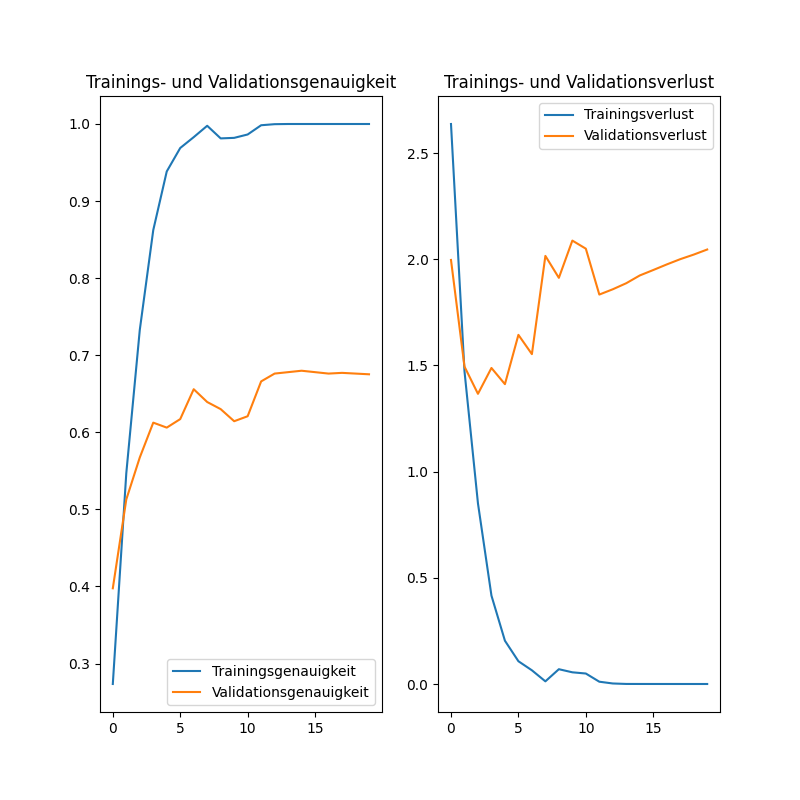 Trainings- und Validationsgenauigkeit
1.0
0.9
0.8
0.7
0.6
0.5
0.4
0.3
Trainingsgenauigkeit
Validationsgenauigkeit
0 5 10 15
Trainings- und Validationsverlust
Trainingsverlust
Validationsverlust
2.5
2.0
1.5
1.0
0.5
0.0
0 5 10 15